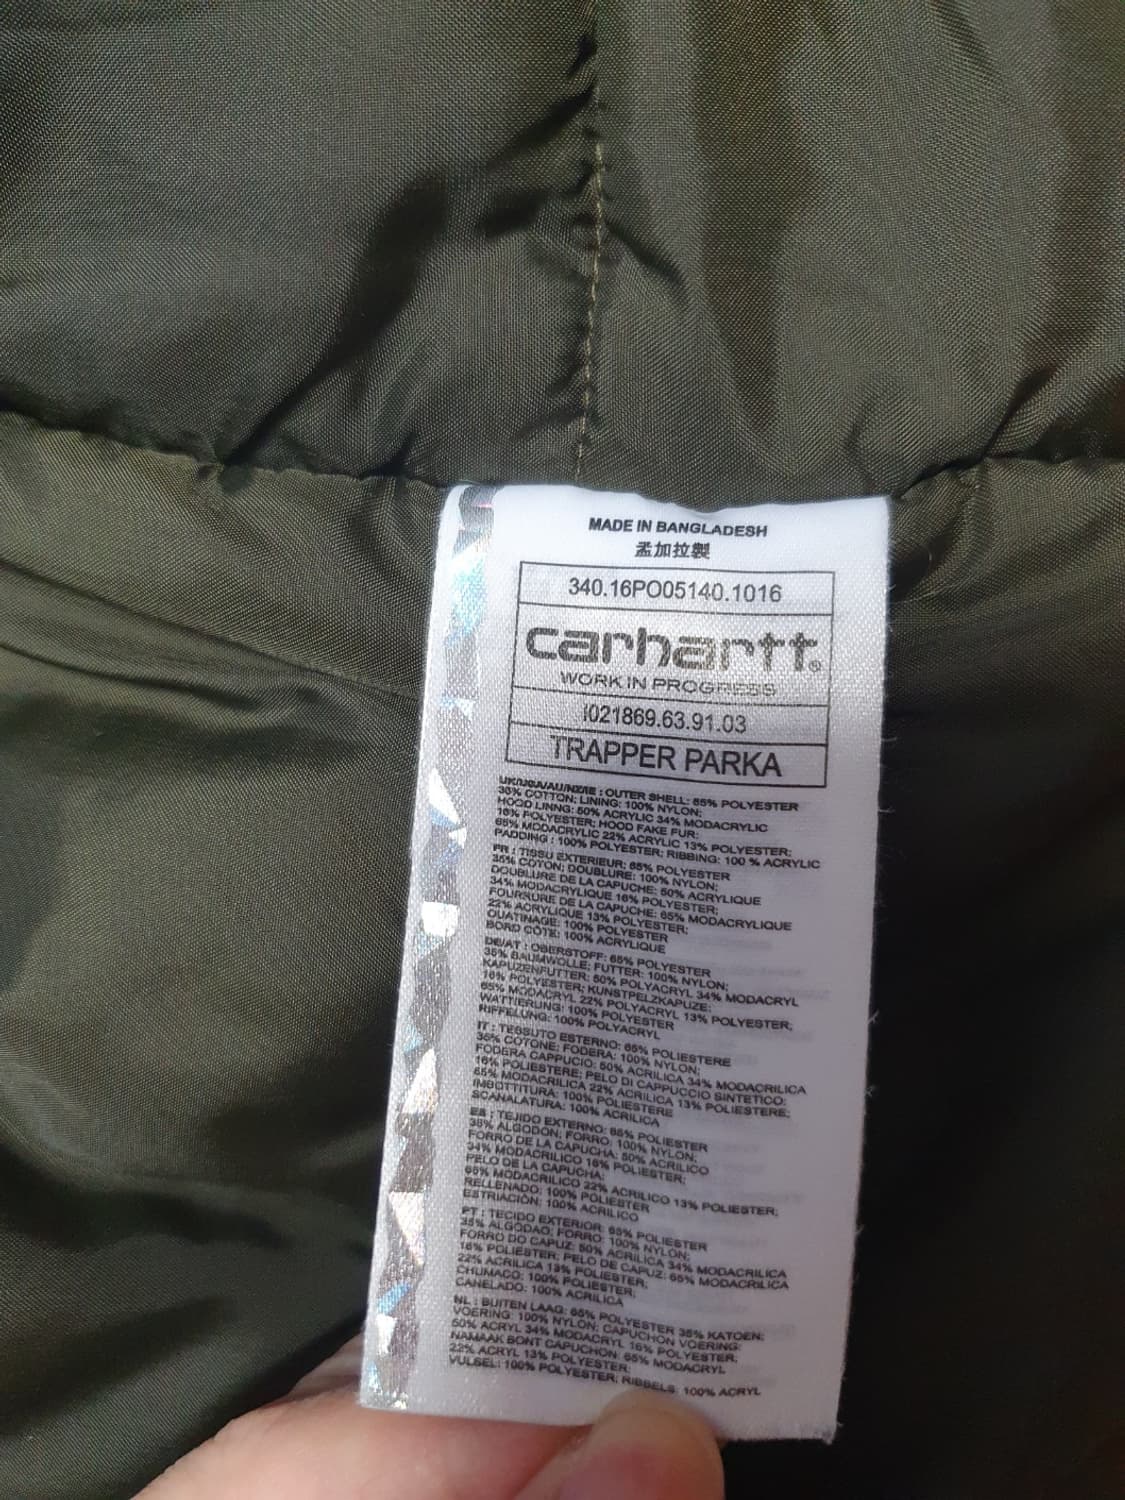 MADE IN BANGLADESH
孟加拉製
340.16PO05140.1016
carhartt®
WORK IN PROGRESS
I021869.63.91.03
TRAPPER PARKA
UK/US/AU/NZ/IE : OUTER SHELL: 65% POLYESTER
35% COTTON; LINING: 100% NYLON;
HOOD LINNG: 50% ACRYLIC 34% MODACRYLIC
16% POLYESTER; HOOD FAKE FUR:
65% MODACRYLIC 22% ACRYLIC 13% POLYESTER;
PADDING : 100% POLYESTER; RIBBING: 100 % ACRYLIC
FR : TISSU EXTERIEUR: 65% POLYESTER
35% COTON; DOUBLURE: 100% NYLON;
DOUBLURE DE LA CAPUCHE: 50% ACRYLIQUE
34% MODACRYLIQUE 16% POLYESTER;
FOURRURE DE LA CAPUCHE: 65% MODACRYLIQUE
22% ACRYLIQUE 13% POLYESTER;
OUATINAGE: 100% POLYESTER
BORD CÔTE: 100% ACRYLIQUE
DE/AT : OBERSTOFF: 65% POLYESTER
35% BAUMWOLLE; FUTTER: 100% NYLON;
KAPUZENFUTTER: 50% POLYACRYL 34% MODACRYL
16% POLYESTER; KUNSTPELZKAPUZE:
65% MODACRYL 22% POLYACRYL 13% POLYESTER;
WATTIERUNG: 100% POLYESTER
RIFFELUNG: 100% POLYACRYL
IT : TESSUTO ESTERNO: 65% POLIESTERE
35% COTONE; FODERA: 100% NYLON;
FODERA CAPPUCIO: 50% ACRILICA 34% MODACRILICA
16% POLIESTERE; PELO DI CAPPUCCIO SINTETICO:
65% MODACRILICA 22% ACRILICA 13% POLIESTERE;
IMBOTTITURA: 100% POLIESTERE
SCANALATURA: 100% ACRILICA
ES : TEJIDO EXTERNO: 65% POLIESTER
35% ALGODON; FORRO: 100% NYLON;
FORRO DE LA CAPUCHA: 50% ACRILICO
34% MODACRILICO 16% POLIESTER;
PELO DE LA CAPUCHA:
65% MODACRILICO 22% ACRILICO 13% POLIESTER;
RELLENADO: 100% POLIESTER
ESTRIACIÓN: 100% ACRILICO
PT : TECIDO EXTERIOR: 65% POLIESTER
35% ALGODAO; FORRO: 100% NYLON;
FORRO DO CAPUZ: 50% ACRILICA 34% MODACRILICA
16% POLIESTER; PELO DE CAPUZ: 65% MODACRILICA
22% ACRILICA 13% POLIESTER;
CHUMACO: 100% POLIESTER;
CANELADO: 100% ACRILICA
NL : BUITEN LAAG: 65% POLYESTER 35% KATOEN;
VOERING: 100% NYLON; CAPUCHON VOERING:
50% ACRYL 34% MODACRYL 16% POLYESTER;
NAMAAK BONT CAPUCHON: 65% MODACRYL
22% ACRYL 13% POLYESTER;
VULSEL: 100% POLYESTER; RIBBELS: 100% ACRYL